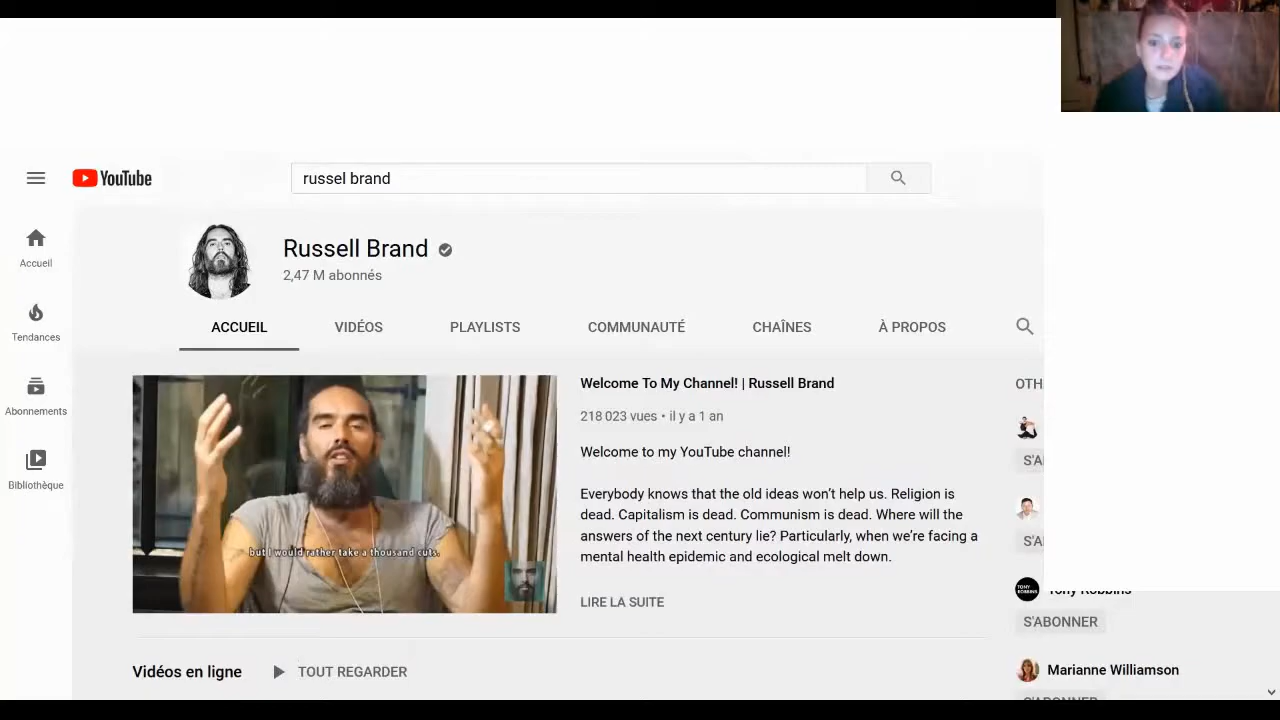 YouTube
russel brand
Accueil
Tendances
Abonnements
Bibliothèque
Russell Brand
2,47 M abonnés
ACCUEIL VIDÉOS PLAYLISTS COMMUNAUTÉ CHAÎNES À PROPOS
but I would rather take a thousand cuts.
Welcome To My Channel! | Russell Brand
218 023 vues • il y a 1 an
Welcome to my YouTube channel!
Everybody knows that the old ideas won't help us. Religion is
dead. Capitalism is dead. Communism is dead. Where will the
answers of the next century lie? Particularly, when we're facing a
mental health epidemic and ecological melt down.
LIRE LA SUITE
OTH
S'A
S'A
TONY ROBBINS
Tony Robbins
S'ABONNER
Marianne Williamson
S'ABONNER
Vidéos en ligne TOUT REGARDER